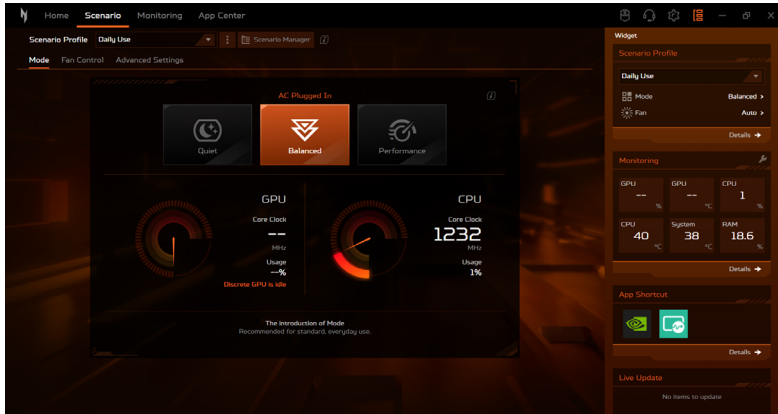 Home Scenario Monitoring App Center
Scenario Profile Daily Use Scenario Manager
Mode Fan Control Advanced Settings
AC Plugged In
Quiet Balanced Performance
GPU
Core Clock
--
MHz
Usage
--%
Discrete GPU is idle
CPU
Core Clock
1232
MHz
Usage
1%
The Introduction of Mode
Recommended for standard, everyday use.
Widget
Scenario Profile
Daily Use
Mode Balanced >
Fan Auto >
Details →
Monitoring
GPU GPU CPU
-- -- 1
% °C %
CPU System RAM
40 38 18.6
°C °C %
Details →
App Shortcut
Details →
Live Update
No items to update